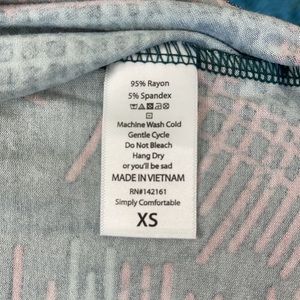 95% Rayon
5% Spandex
Machine Wash Cold
Gentle Cycle
Do Not Bleach
Hang Dry
or you'll be sad
MADE IN VIETNAM
RN#142161
Simply Comfortable
XS